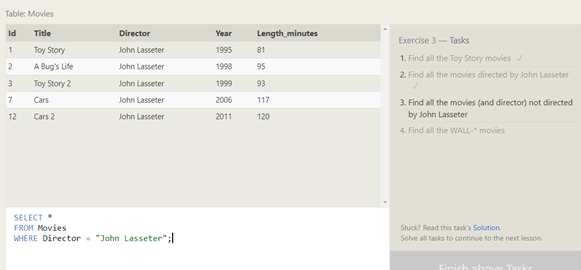 Table: Movies
Id Title Director Year Length_minutes
1 Toy Story John Lasseter 1995 81
2 A Bug's Life John Lasseter 1998 95
3 Toy Story 2 John Lasseter 1999 93
7 Cars John Lasseter 2006 117
12 Cars 2 John Lasseter 2011 120
SELECT *
FROM Movies
WHERE Director = "John Lasseter";
Exercise 3 — Tasks
1. Find all the Toy Story movies ✓
2. Find all the movies directed by John Lasseter
✓
3. Find all the movies (and director) not directed
by John Lasseter
4. Find all the WALL-* movies
Stuck? Read this task's Solution.
Solve all tasks to continue to the next lesson.
Finish above Tasks